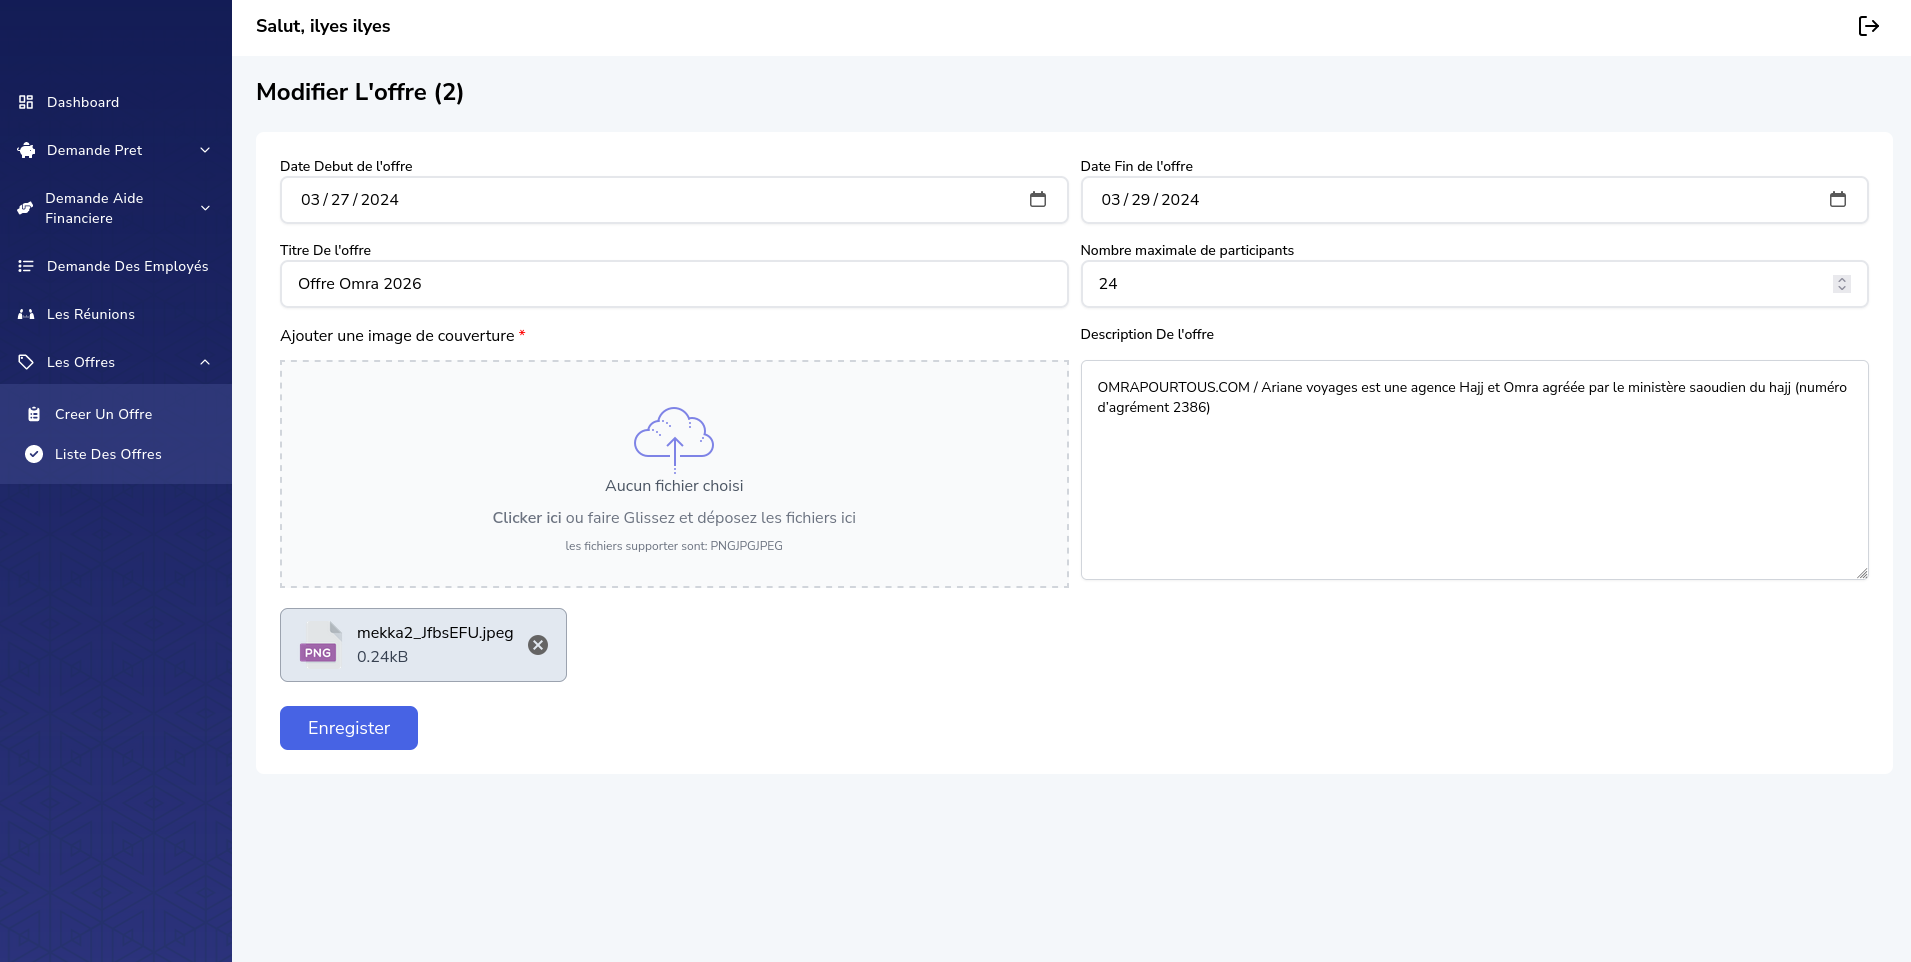 Salut, ilyes ilyes
Dashboard
Demande Pret
Demande Aide
Financiere
Demande Des Employés
Les Réunions
Les Offres
Creer Un Offre
Liste Des Offres
Modifier L'offre (2)
Date Debut de l'offre
03/27/2024
Date Fin de l'offre
03/29/2024
Titre De l'offre
Offre Omra 2026
Nombre maximale de participants
24
Ajouter une image de couverture *
Aucun fichier choisi
Clicker ici ou faire Glissez et déposez les fichiers ici
les fichiers supporter sont: PNGJPGJPEG
Description De l'offre
OMRAPOURTOUS.COM / Ariane voyages est une agence Hajj et Omra agréée par le ministère saoudien du hajj (numéro
d’agrément 2386)
PNG
mekka2_JfbsEFU.jpeg
0.24kB
Enregister